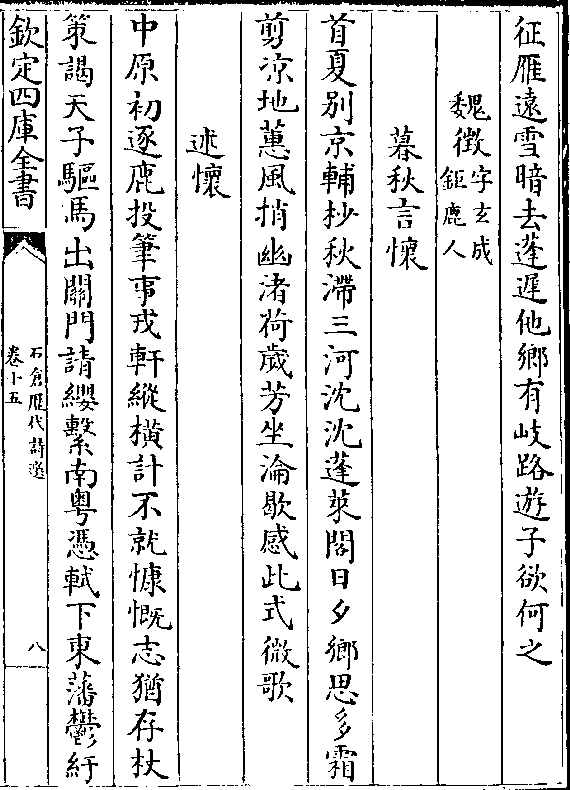 征雁遠雪暗去蓬遲他鄉有岐路遊子欲何之
魏徵字玄成鉅鹿人
暮秋言懷
首夏别京輔杪秋滯三河沈沈蓬萊閣日夕鄉思多霜
剪凉地蕙風捎幽渚荷歲芳坐淪歇感此式微歌
述懷
中原初逐鹿投筆事戎軒縱橫計不就慷慨志猶存杖
策謁天子驅馬出關門請纓繫南粤憑軾下東藩鬱紆
欽定四庫全書
石倉歷代詩選
卷十五
八